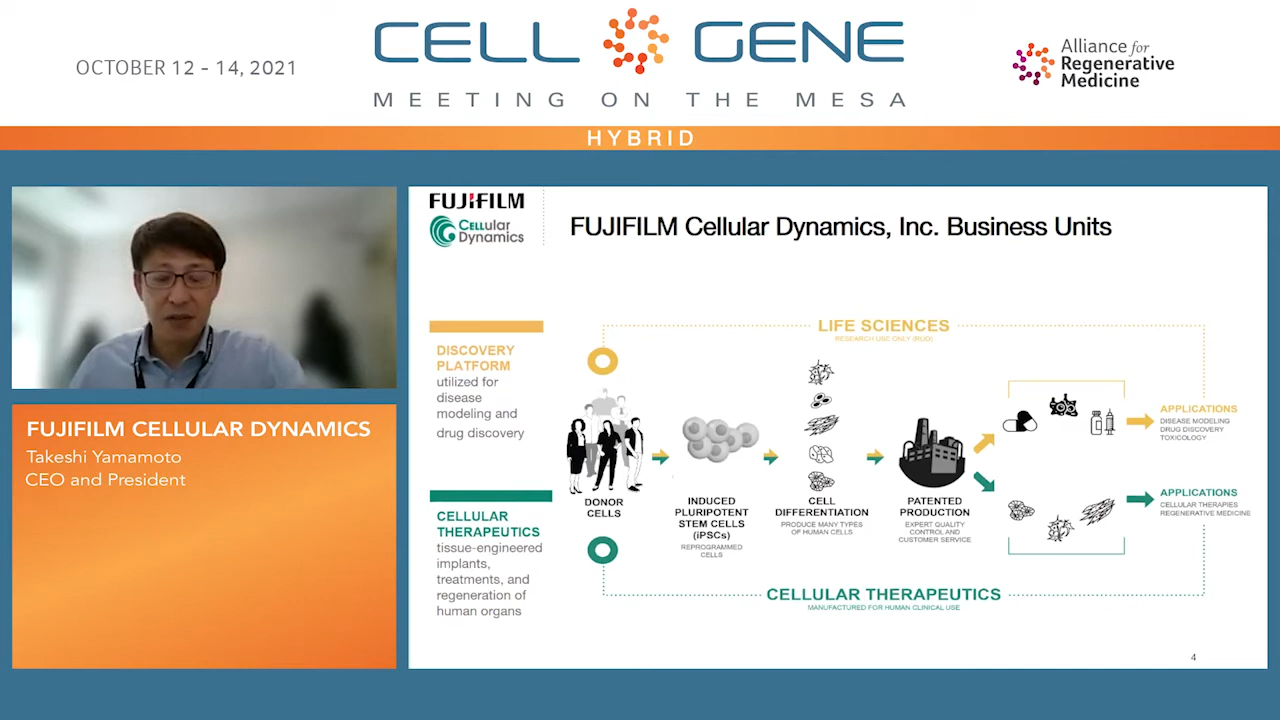 OCTOBER 12 - 14, 2021
CELL GENE
MEETING ON THE MESA
Alliance for
Regenerative
Medicine
HYBRID
FUJIFILM CELLULAR DYNAMICS
Takeshi Yamamoto
CEO and President
FUJIFILM
CELLular
Dynamics
FUJIFILM Cellular Dynamics, Inc. Business Units
DISCOVERY
PLATFORM
utilized for
disease
modeling and
drug discovery
CELLULAR
THERAPEUTICS
tissue-engineered
implants,
treatments, and
regeneration of
human organs
LIFE SCIENCES
RESEARCH USE ONLY (RUO)
DONOR
CELLS
INDUCED
PLURIPOTENT
STEM CELLS
(iPSCs)
REPROGRAMMED
CELLS
CELL
DIFFERENTIATION
PRODUCE MANY TYPES
OF HUMAN CELLS
PATENTED
PRODUCTION
EXPERT QUALITY
CONTROL AND
CUSTOMER SERVICE
APPLICATIONS
DISEASE MODELING
DRUG DISCOVERY
TOXICOLOGY
APPLICATIONS
CELLULAR THERAPIES
REGENERATIVE MEDICINE
CELLULAR THERAPEUTICS
MANUFACTURED FOR HUMAN CLINICAL USE
4